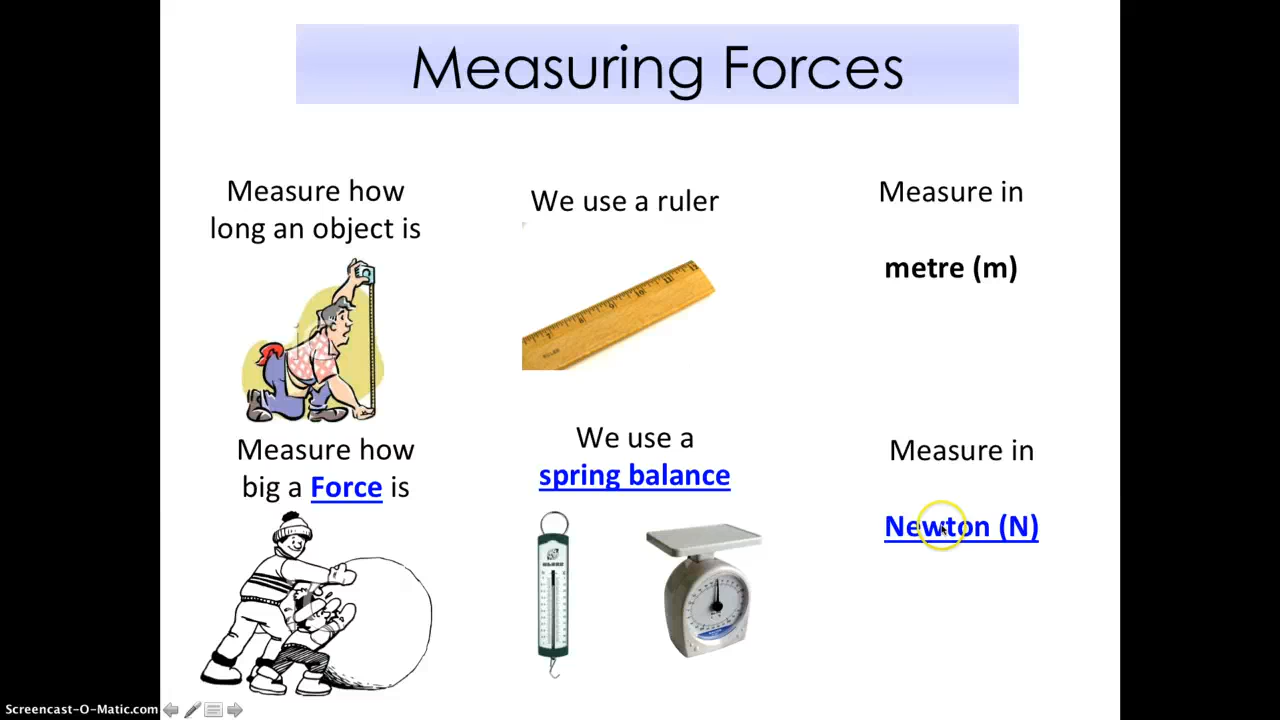 Measuring Forces
Measure how
long an object is
We use a ruler
Measure in
metre (m)
Measure how
big a Force is
We use a
spring balance
Measure in
Newton (N)
Screencast-O-Matic.com